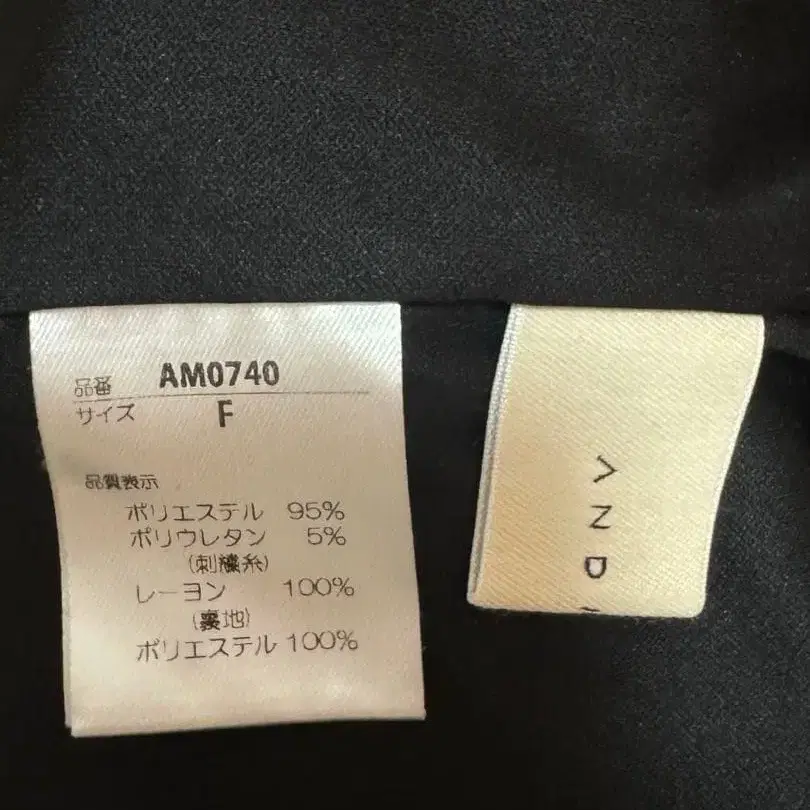 品番 AM0740
サイズ F
品質表示
ポリエステル 95%
ポリウレタン 5%
(刺繍糸)
レーヨン 100%
(裏地)
ポリエステル 100%
AND